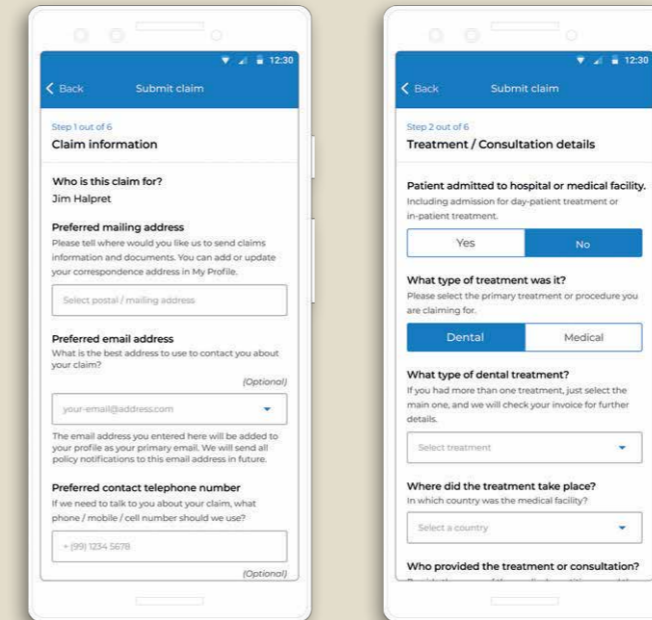 12:30
Back Submit claim
Step 1 out of 6
Claim information
Who is this claim for?
Jim Halpret
Preferred mailing address
Please tell where would you like us to send claims
information and documents. You can add or update
your correspondence address in My Profile.
Select postal / mailing address
Preferred email address
What is the best address to use to contact you about
your claim?
(Optional)
your-email@address.com
The email address you entered here will be added to
your profile as your primary email. We will send all
policy notifications to this email address in future.
Preferred contact telephone number
If we need to talk to you about your claim, what
phone / mobile / cell number should we use?
+ (99) 1234 5678
(Optional)
12:30
Back Submit claim
Step 2 out of 6
Treatment / Consultation details
Patient admitted to hospital or medical facility.
Including admission for day-patient treatment or
in-patient treatment.
Yes No
What type of treatment was it?
Please select the primary treatment or procedure you
are claiming for.
Dental Medical
What type of dental treatment?
If you had more than one treatment, just select the
main one, and we will check your invoice for further
details.
Select treatment
Where did the treatment take place?
In which country was the medical facility?
Select a country
Who provided the treatment or consultation?